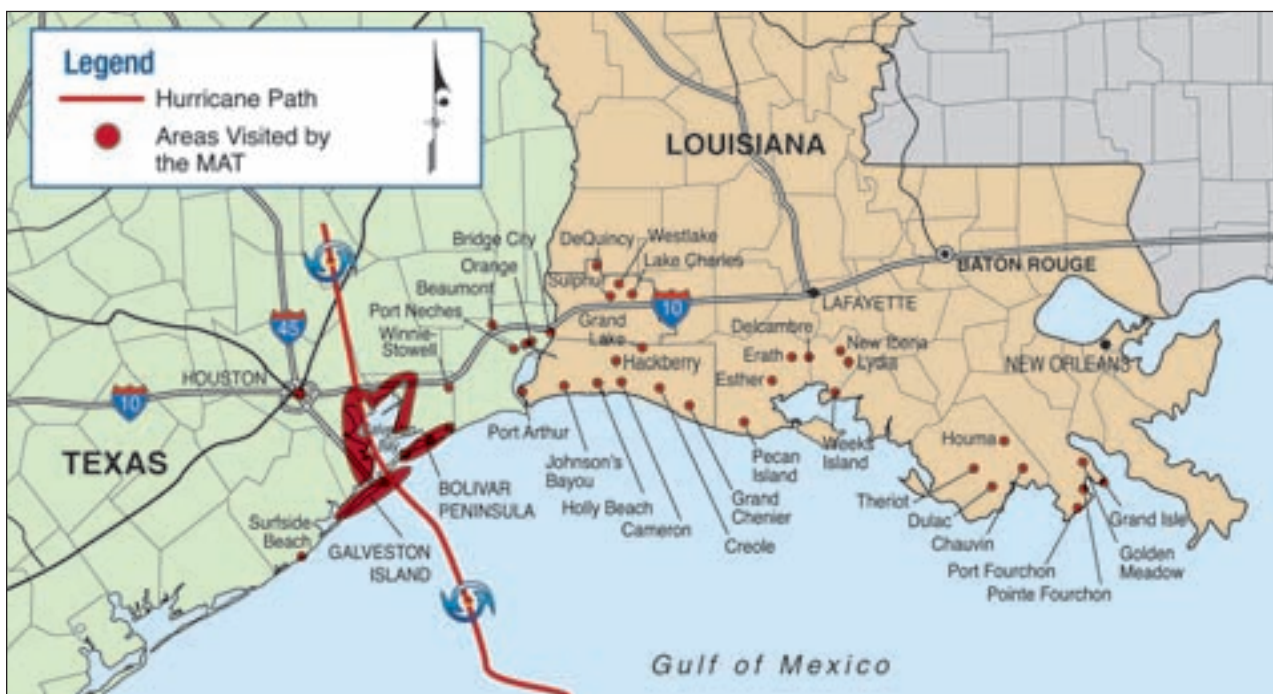 Legend
Hurricane Path
Areas Visited by
the MAT
LOUISIANA
Bridge City
Orange
Beaumont
Port Neches
Winnie-
Stowell
DeQuincy
Westlake
Lake Charles
Sulphur
10
BATON ROUGE
LAFAYETTE
Grand
Lake
Hackberry
Delcambre
Erath
Esther
New Iberia
Lydia
NEW ORLEANS
45
HOUSTON
10
TEXAS
Port Arthur
Johnson's
Bayou
Holly Beach
Cameron
Creole
Grand
Chenier
Pecan
Island
Weeks
Island
Houma
Theriot
Dulac
Chauvin
Port Fourchon
Pointe Fourchon
Golden
Meadow
Grand Isle
BOLIVAR
PENINSULA
Surfside
Beach
GALVESTON
ISLAND
Gulf of Mexico